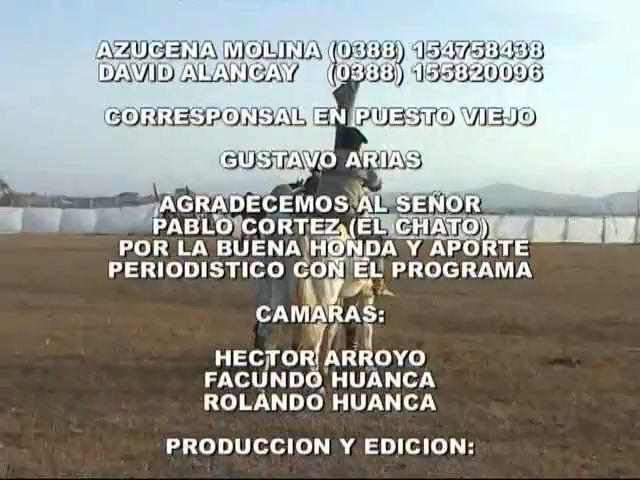 AZUCENA MOLINA (0388) 154758438
DAVID ALANCAY (0388) 155820096
CORRESPONSAL EN PUESTO VIEJO
GUSTAVO ARIAS
AGRADECEMOS AL SEÑOR
PABLO CORTEZ (EL CHATO)
POR LA BUENA HONDA Y APORTE
PERIODISTICO CON EL PROGRAMA
CAMARAS:
HECTOR ARROYO
FACUNDO HUANCA
ROLANDO HUANCA
PRODUCCION Y EDICION: